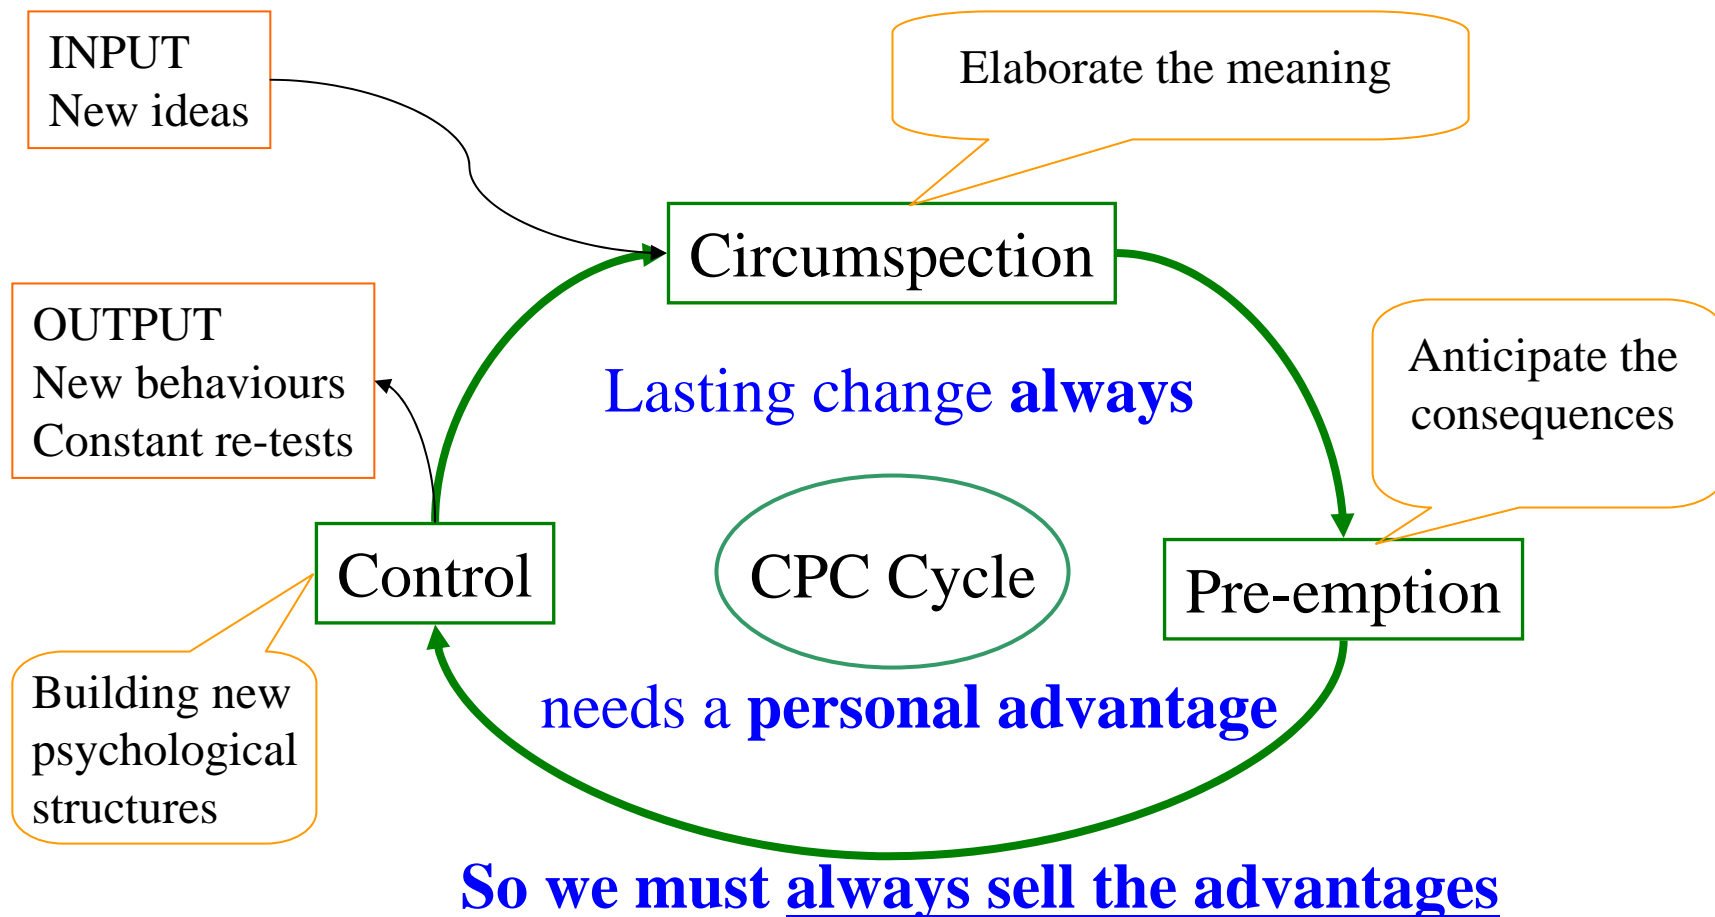 INPUT
New ideas
Elaborate the meaning
Circumspection
OUTPUT
New behaviours
Constant re-tests
Lasting change always
Anticipate the
consequences
Control
CPC Cycle
Pre-emption
Building new
psychological
structures
needs a personal advantage
So we must always sell the advantages